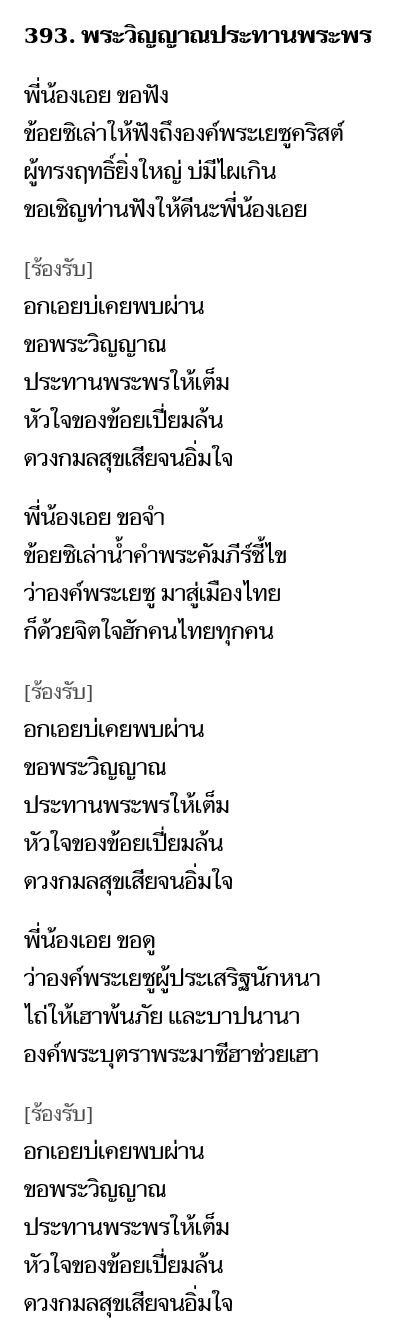 393. พระวิญญาณประทานพระพร
พี่น้องเอย ขอฟัง
ข้อยซิเล่าให้ฟังถึงองค์พระเยซูคริสต์
ผู้ทรงฤทธิ์ยิ่งใหญ่ บ่มีไผเกิน
ขอเชิญท่านฟังให้ดีนะพี่น้องเอย
[ร้องรับ]
อกเอยบ่เคยพบผ่าน
ขอพระวิญญาณ
ประทานพระพรให้เต็ม
หัวใจของข้อยเปี่ยมล้น
ดวงกมลสุขเสียจนอิ่มใจ
พี่น้องเอย ขอจำ
ข้อยซิเล่าน้ำคำพระคัมภีร์ชี้ไข
ว่าองค์พระเยซู มาสู่เมืองไทย
ก็ด้วยจิตใจฮักคนไทยทุกคน
[ร้องรับ]
อกเอยบ่เคยพบผ่าน
ขอพระวิญญาณ
ประทานพระพรให้เต็ม
หัวใจของข้อยเปี่ยมล้น
ดวงกมลสุขเสียจนอิ่มใจ
พี่น้องเอย ขอดู
ว่าองค์พระเยซูผู้ประเสริฐนักหนา
ไถ่ให้เฮาพ้นภัย และบาปนานา
องค์พระบุตราพระมาซีฮาช่วยเฮา
[ร้องรับ]
อกเอยบ่เคยพบผ่าน
ขอพระวิญญาณ
ประทานพระพรให้เต็ม
หัวใจของข้อยเปี่ยมล้น
ดวงกมลสุขเสียจนอิ่มใจ